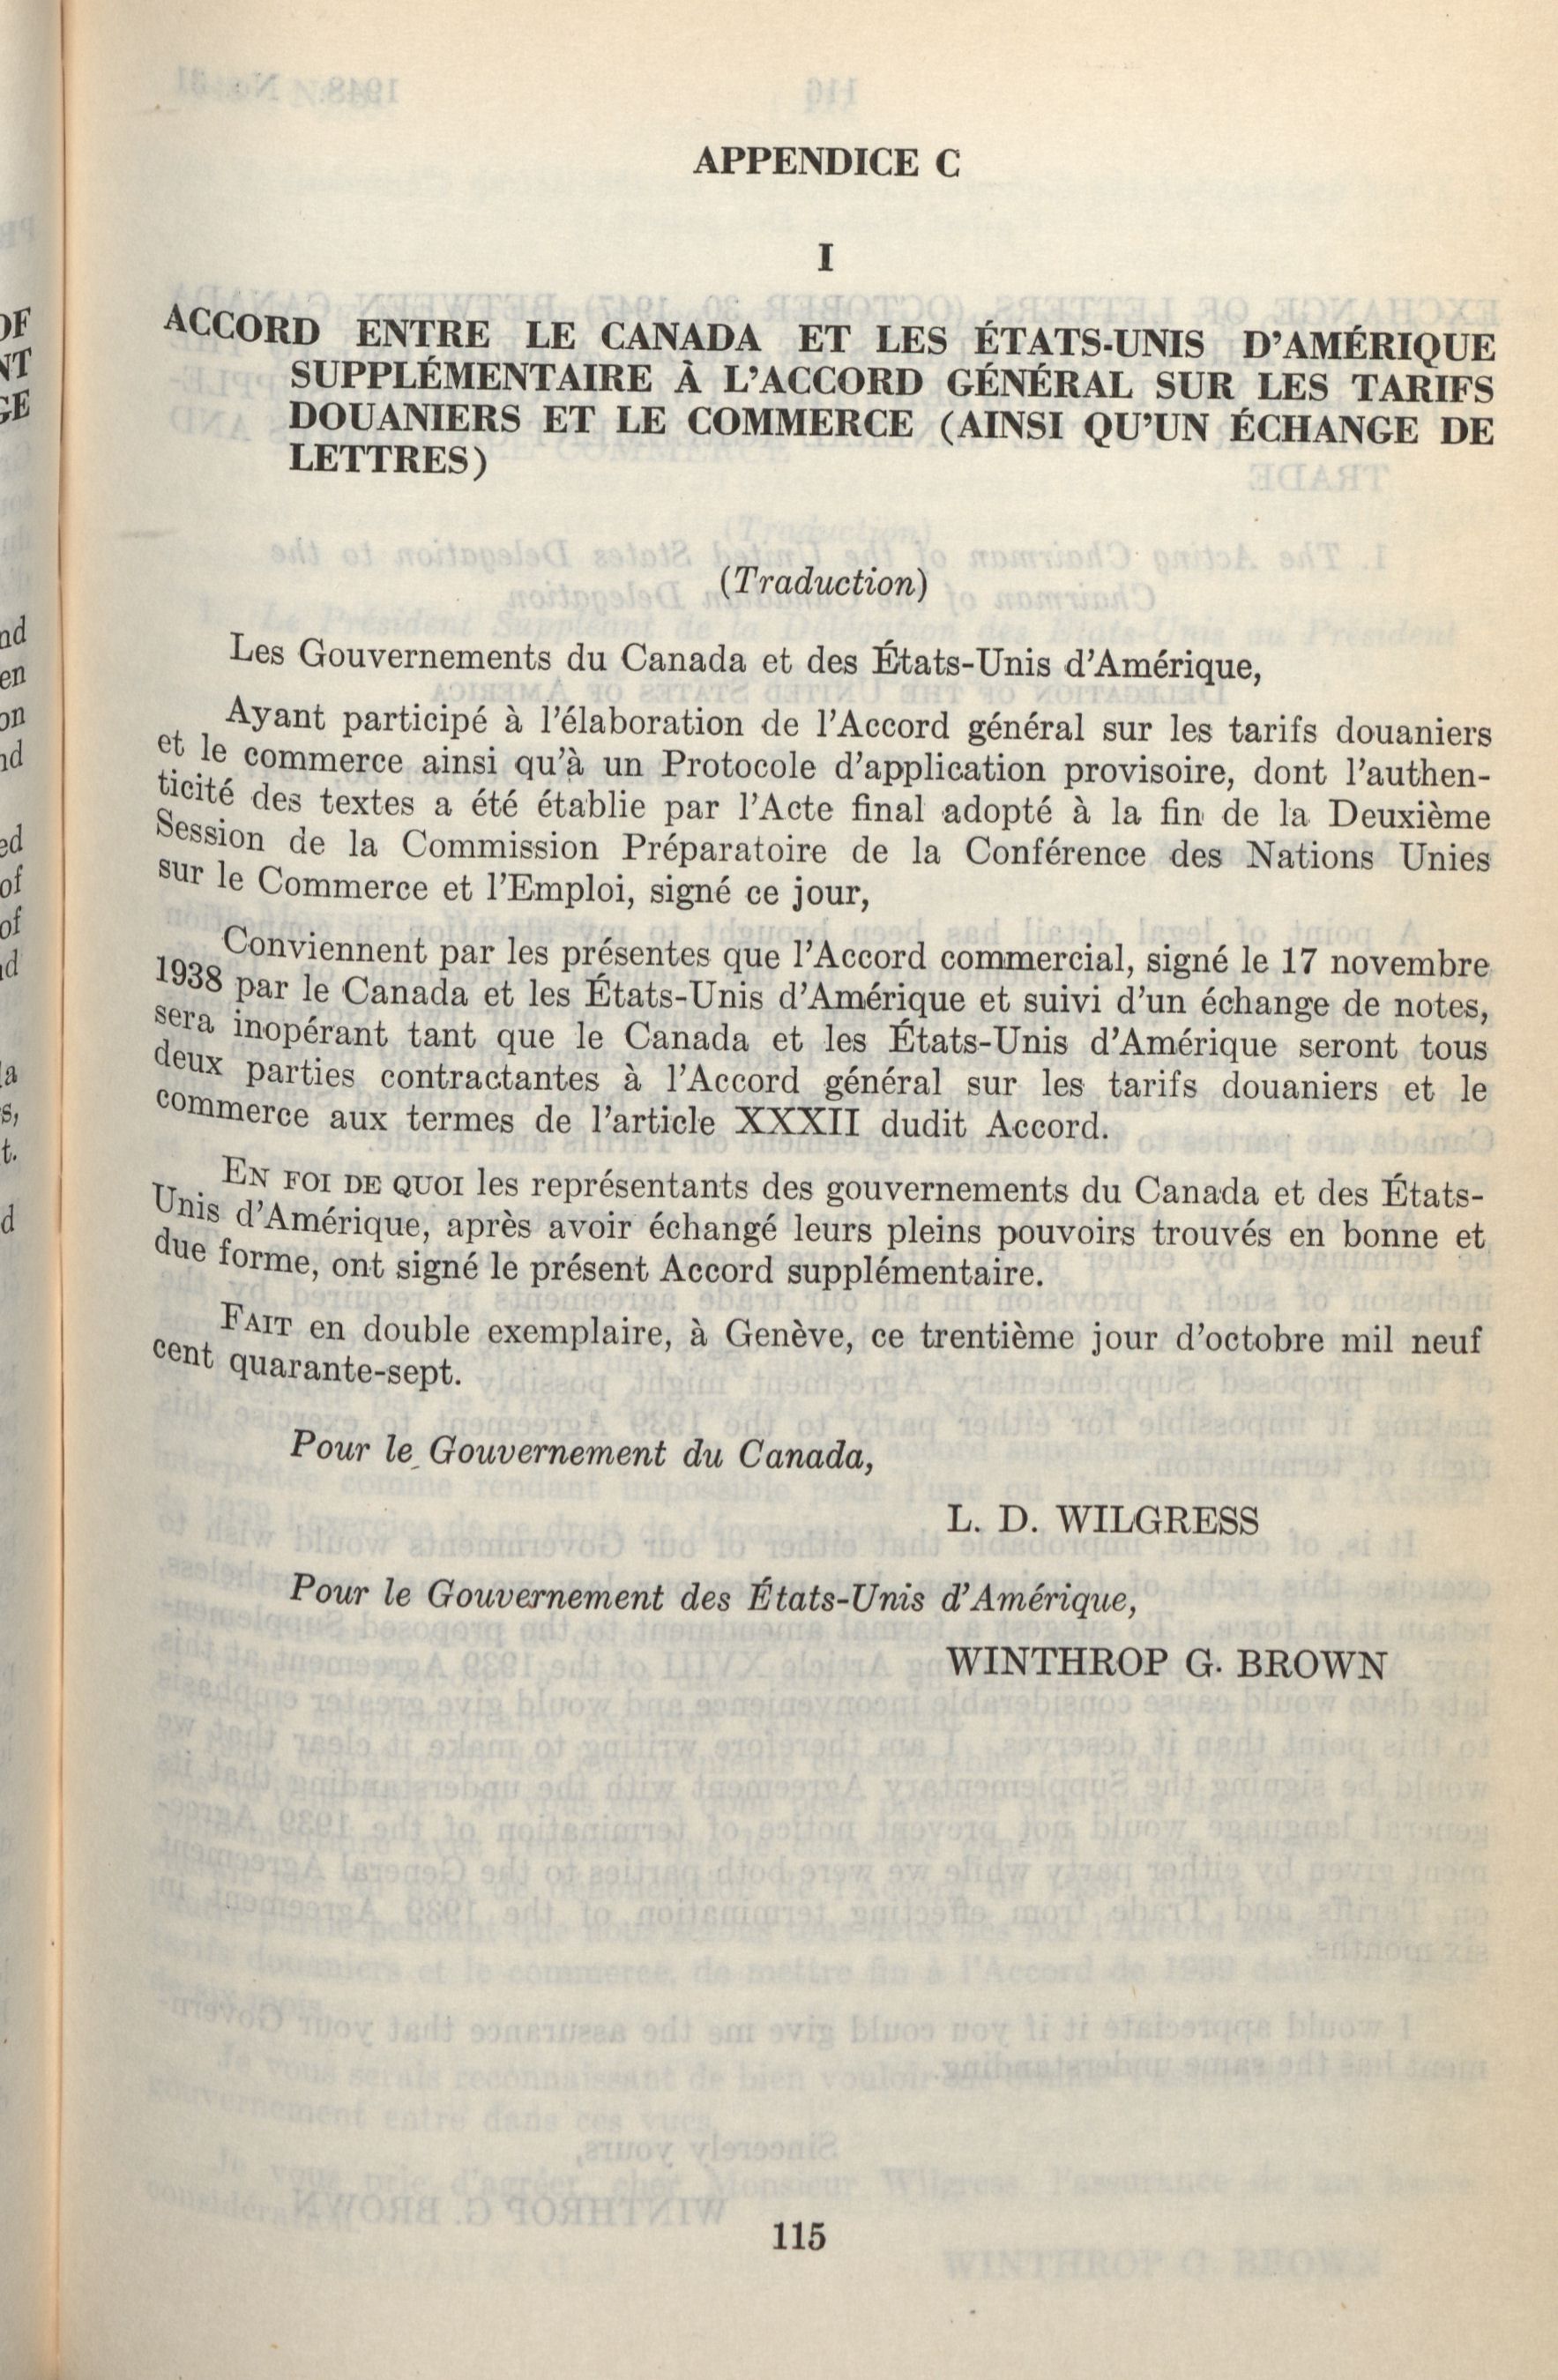 APPENDICE C
I
ACCORD ENTRE LE CANADA ET LES ÉTATS-UNIS D'AMÉRIQUE
SUPPLÉMENTAIRE À L'ACCORD GÉNÉRAL SUR LES TARIFS
DOUANIERS ET LE COMMERCE (AINSI QU'UN ÉCHANGE DE
LETTRES)
(Traduction)
Les Gouvernements du Canada et des États-Unis d'Amérique,
Ayant participé à l'élaboration de l'Accord général sur les tarifs douaniers
et le commerce ainsi qu'à un Protocole d'application provisoire, dont l'authen-
ticité des textes a été établie par l'Acte final adopté à la fin de la Deuxième
Session de la Commission Préparatoire de la Conférence des Nations Unies
sur le Commerce et l'Emploi, signé ce jour,
Conviennent par les présentes que l'Accord commercial, signé le 17 novembre
1938 par le Canada et les États-Unis d'Amérique et suivi d'un échange de notes,
sera inopérant tant que le Canada et les États-Unis d'Amérique seront tous
deux parties contractantes à l'Accord général sur les tarifs douaniers et le
commerce aux termes de l'article XXXII dudit Accord.
EN FOI DE QUOI les représentants des gouvernements du Canada et des États-
Unis d'Amérique, après avoir échangé leurs pleins pouvoirs trouvés en bonne et
due forme, ont signé le présent Accord supplémentaire.
FAIT en double exemplaire, à Genève, ce trentième jour d'octobre mil neuf
cent quarante-sept.
Pour le Gouvernement du Canada,
L. D. WILGRESS
Pour le Gouvernement des États-Unis d'Amérique,
WINTHROP G. BROWN
115